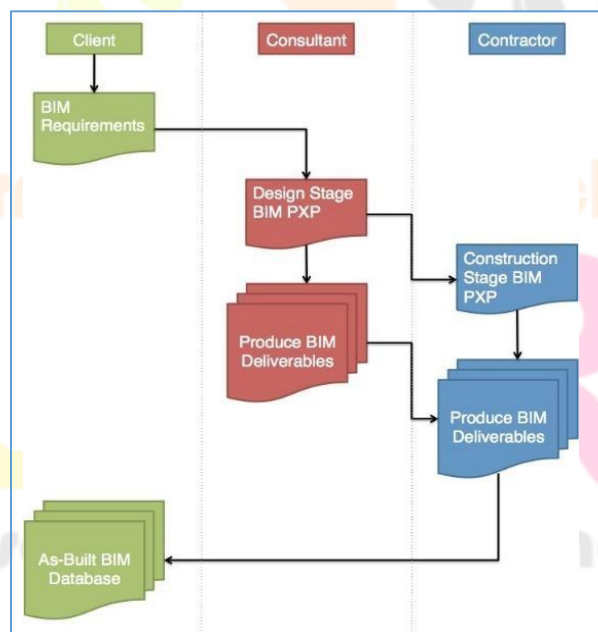 Client
Consultant
Contractor
BIM
Requirements
Design Stage
BIM PXP
Construction
Stage BIM
PXP
Produce BIM
Deliverables
Produce BIM
Deliverables
As-Built BIM
Database